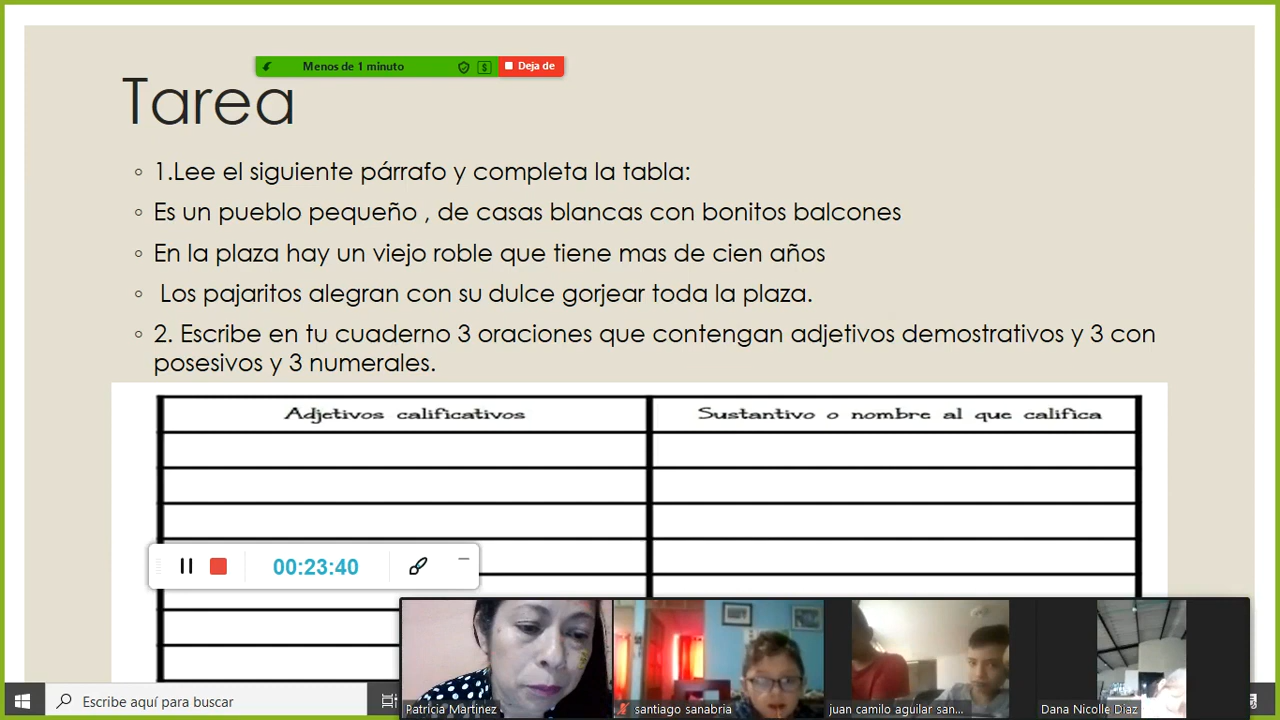 Menos de 1 minuto
$
Deja de
Tarea
1.Lee el siguiente párrafo y completa la tabla:
Es un pueblo pequeño , de casas blancas con bonitos balcones
En la plaza hay un viejo roble que tiene mas de cien años
Los pajaritos alegran con su dulce gorjear toda la plaza.
2. Escribe en tu cuaderno 3 oraciones que contengan adjetivos demostrativos y 3 con
posesivos y 3 numerales.
Adjetivos calificativos
Sustantivo o nombre al que califica
00:23:40
Patricia Martinez
santiago sanabria
juan camilo aguilar san...
Dana Nicolle Diaz
Escribe aquí para buscar